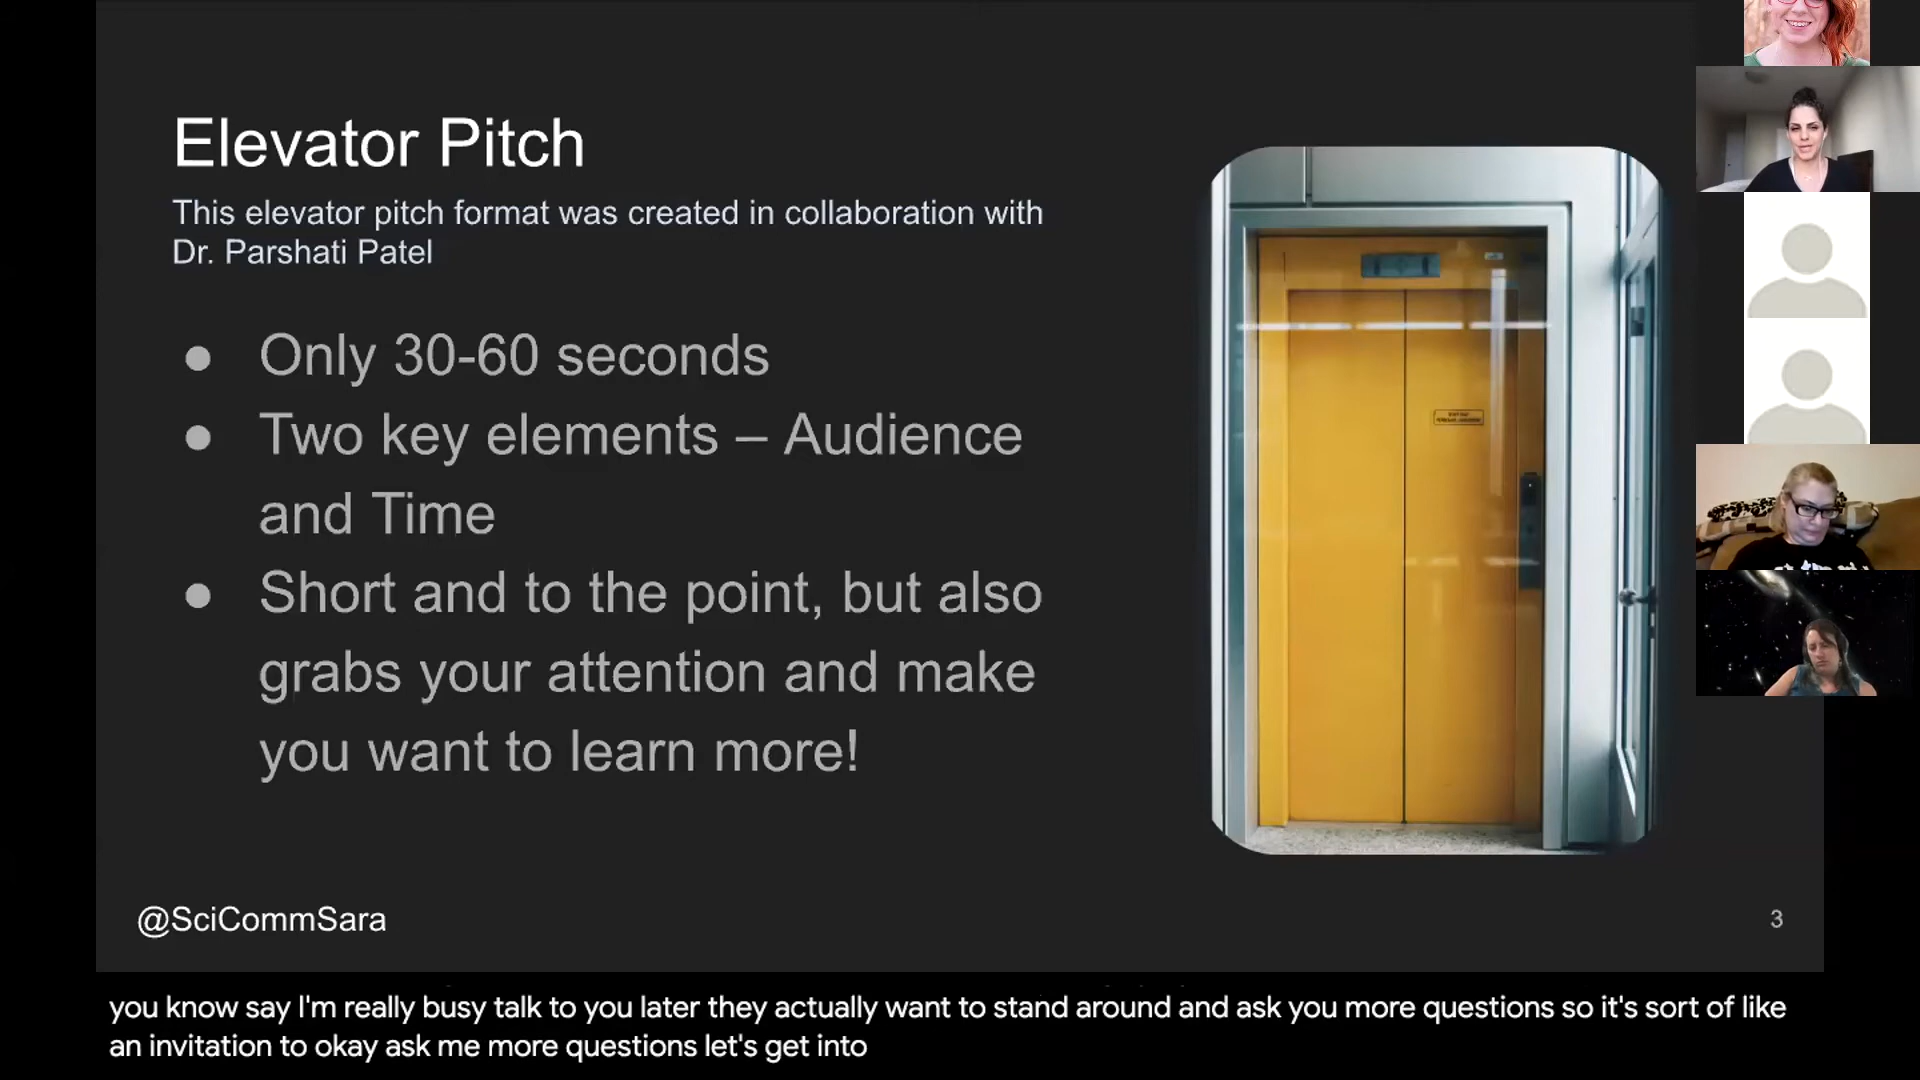 Elevator Pitch
This elevator pitch format was created in collaboration with
Dr. Parshati Patel
● Only 30-60 seconds
● Two key elements – Audience
and Time
● Short and to the point, but also
grabs your attention and make
you want to learn more!
@SciCommSara
3
you know say I'm really busy talk to you later they actually want to stand around and ask you more questions so it's sort of like
an invitation to okay ask me more questions let's get into